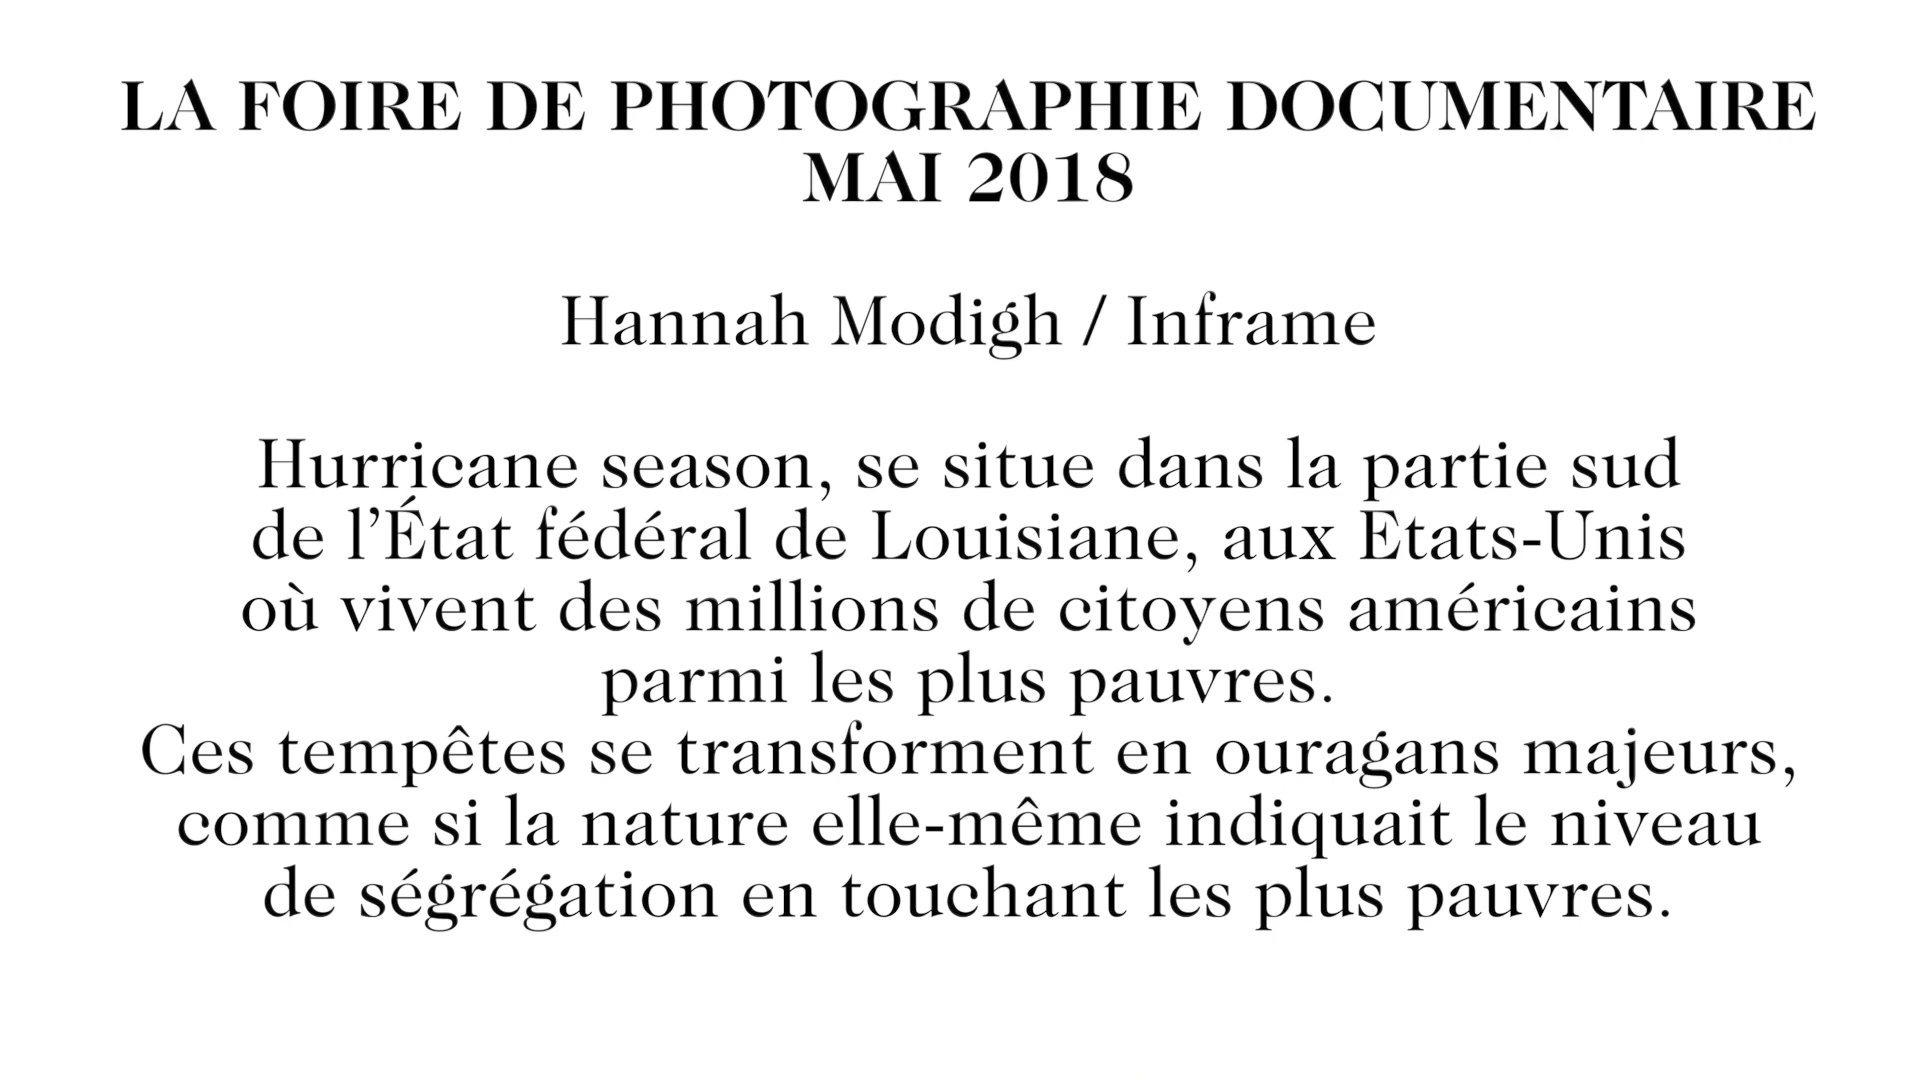 LA FOIRE DE PHOTOGRAPHIE DOCUMENTAIRE
MAI 2018
Hannah Modigh / Inframe
Hurricane season, se situe dans la partie sud
de l’État fédéral de Louisiane, aux Etats-Unis
où vivent des millions de citoyens américains
parmi les plus pauvres.
Ces tempêtes se transforment en ouragans majeurs,
comme si la nature elle-même indiquait le niveau
de ségrégation en touchant les plus pauvres.